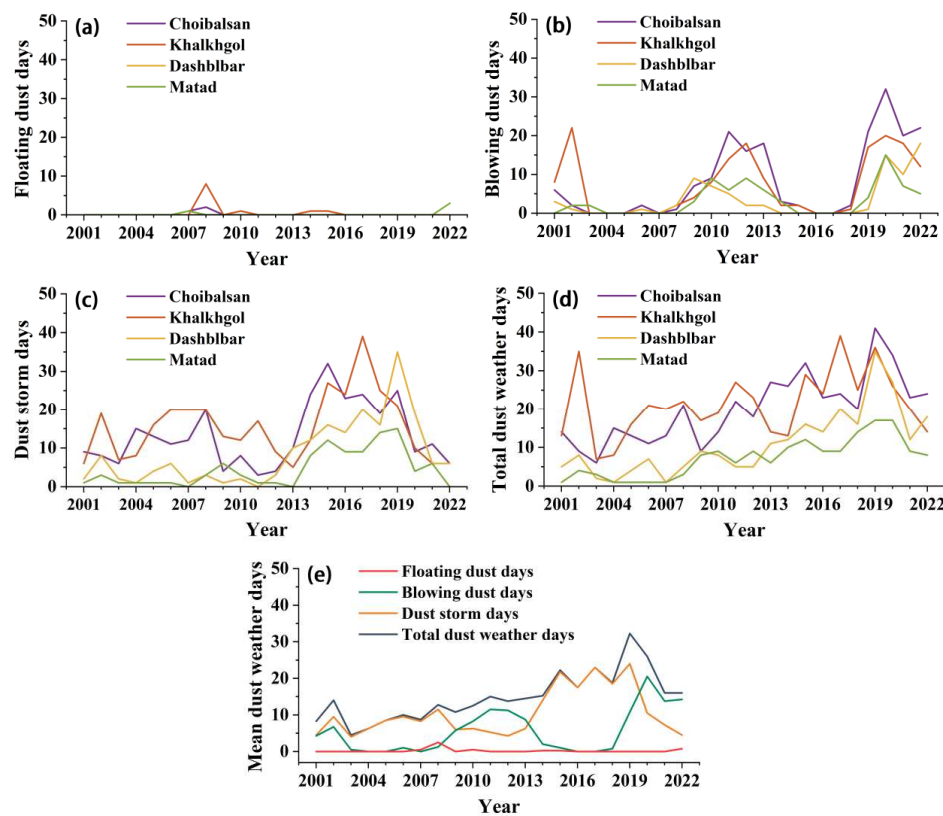 (a)
Choibalsan
Khalkhgol
Dashblbar
Matad
Floating dust days
50
40
30
20
10
0
2001 2004 2007 2010 2013 2016 2019 2022
Year
(b)
Choibalsan
Khalkhgol
Dashblbar
Matad
Blowing dust days
50
40
30
20
10
0
2001 2004 2007 2010 2013 2016 2019 2022
Year
(c)
Choibalsan
Khalkhgol
Dashblbar
Matad
Dust storm days
50
40
30
20
10
0
2001 2004 2007 2010 2013 2016 2019 2022
Year
(d)
Choibalsan
Khalkhgol
Dashblbar
Matad
Total dust weather days
50
40
30
20
10
0
2001 2004 2007 2010 2013 2016 2019 2022
Year
(e)
Floating dust days
Blowing dust days
Dust storm days
Total dust weather days
Mean dust weather days
50
40
30
20
10
0
2001 2004 2007 2010 2013 2016 2019 2022
Year